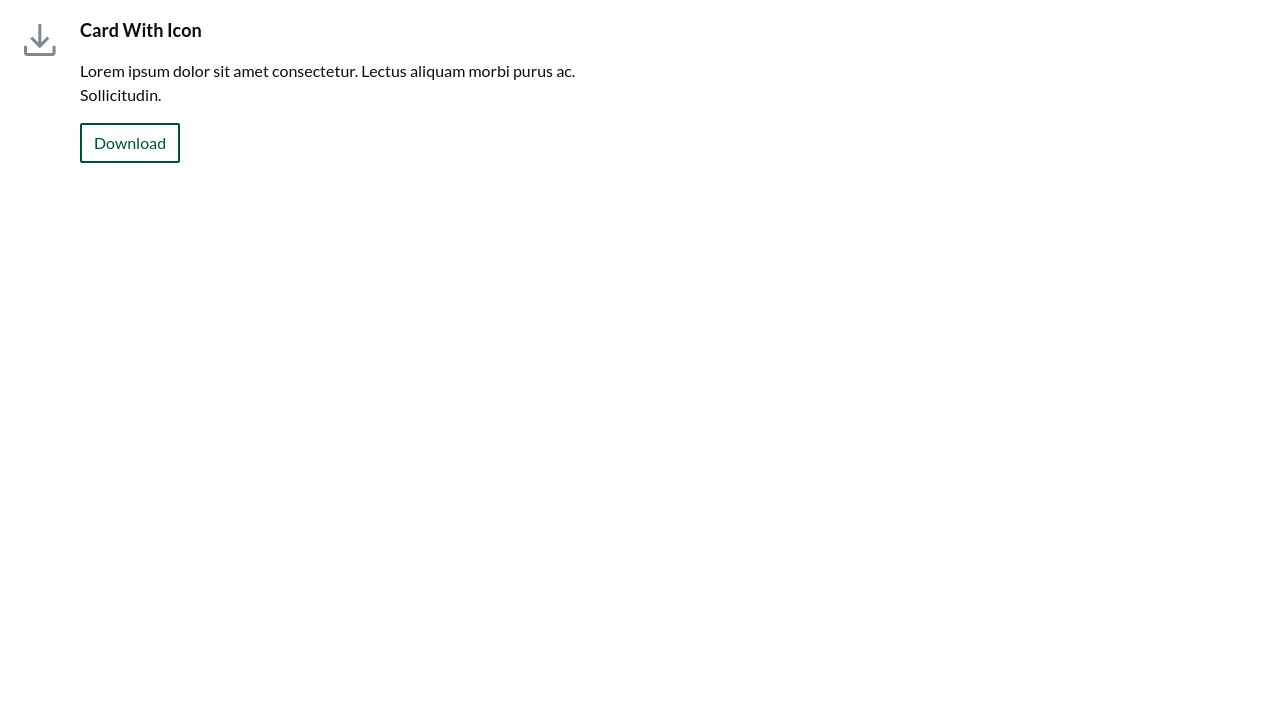 Card With Icon
Lorem ipsum dolor sit amet consectetur. Lectus aliquam morbi purus ac.
Sollicitudin.
Download